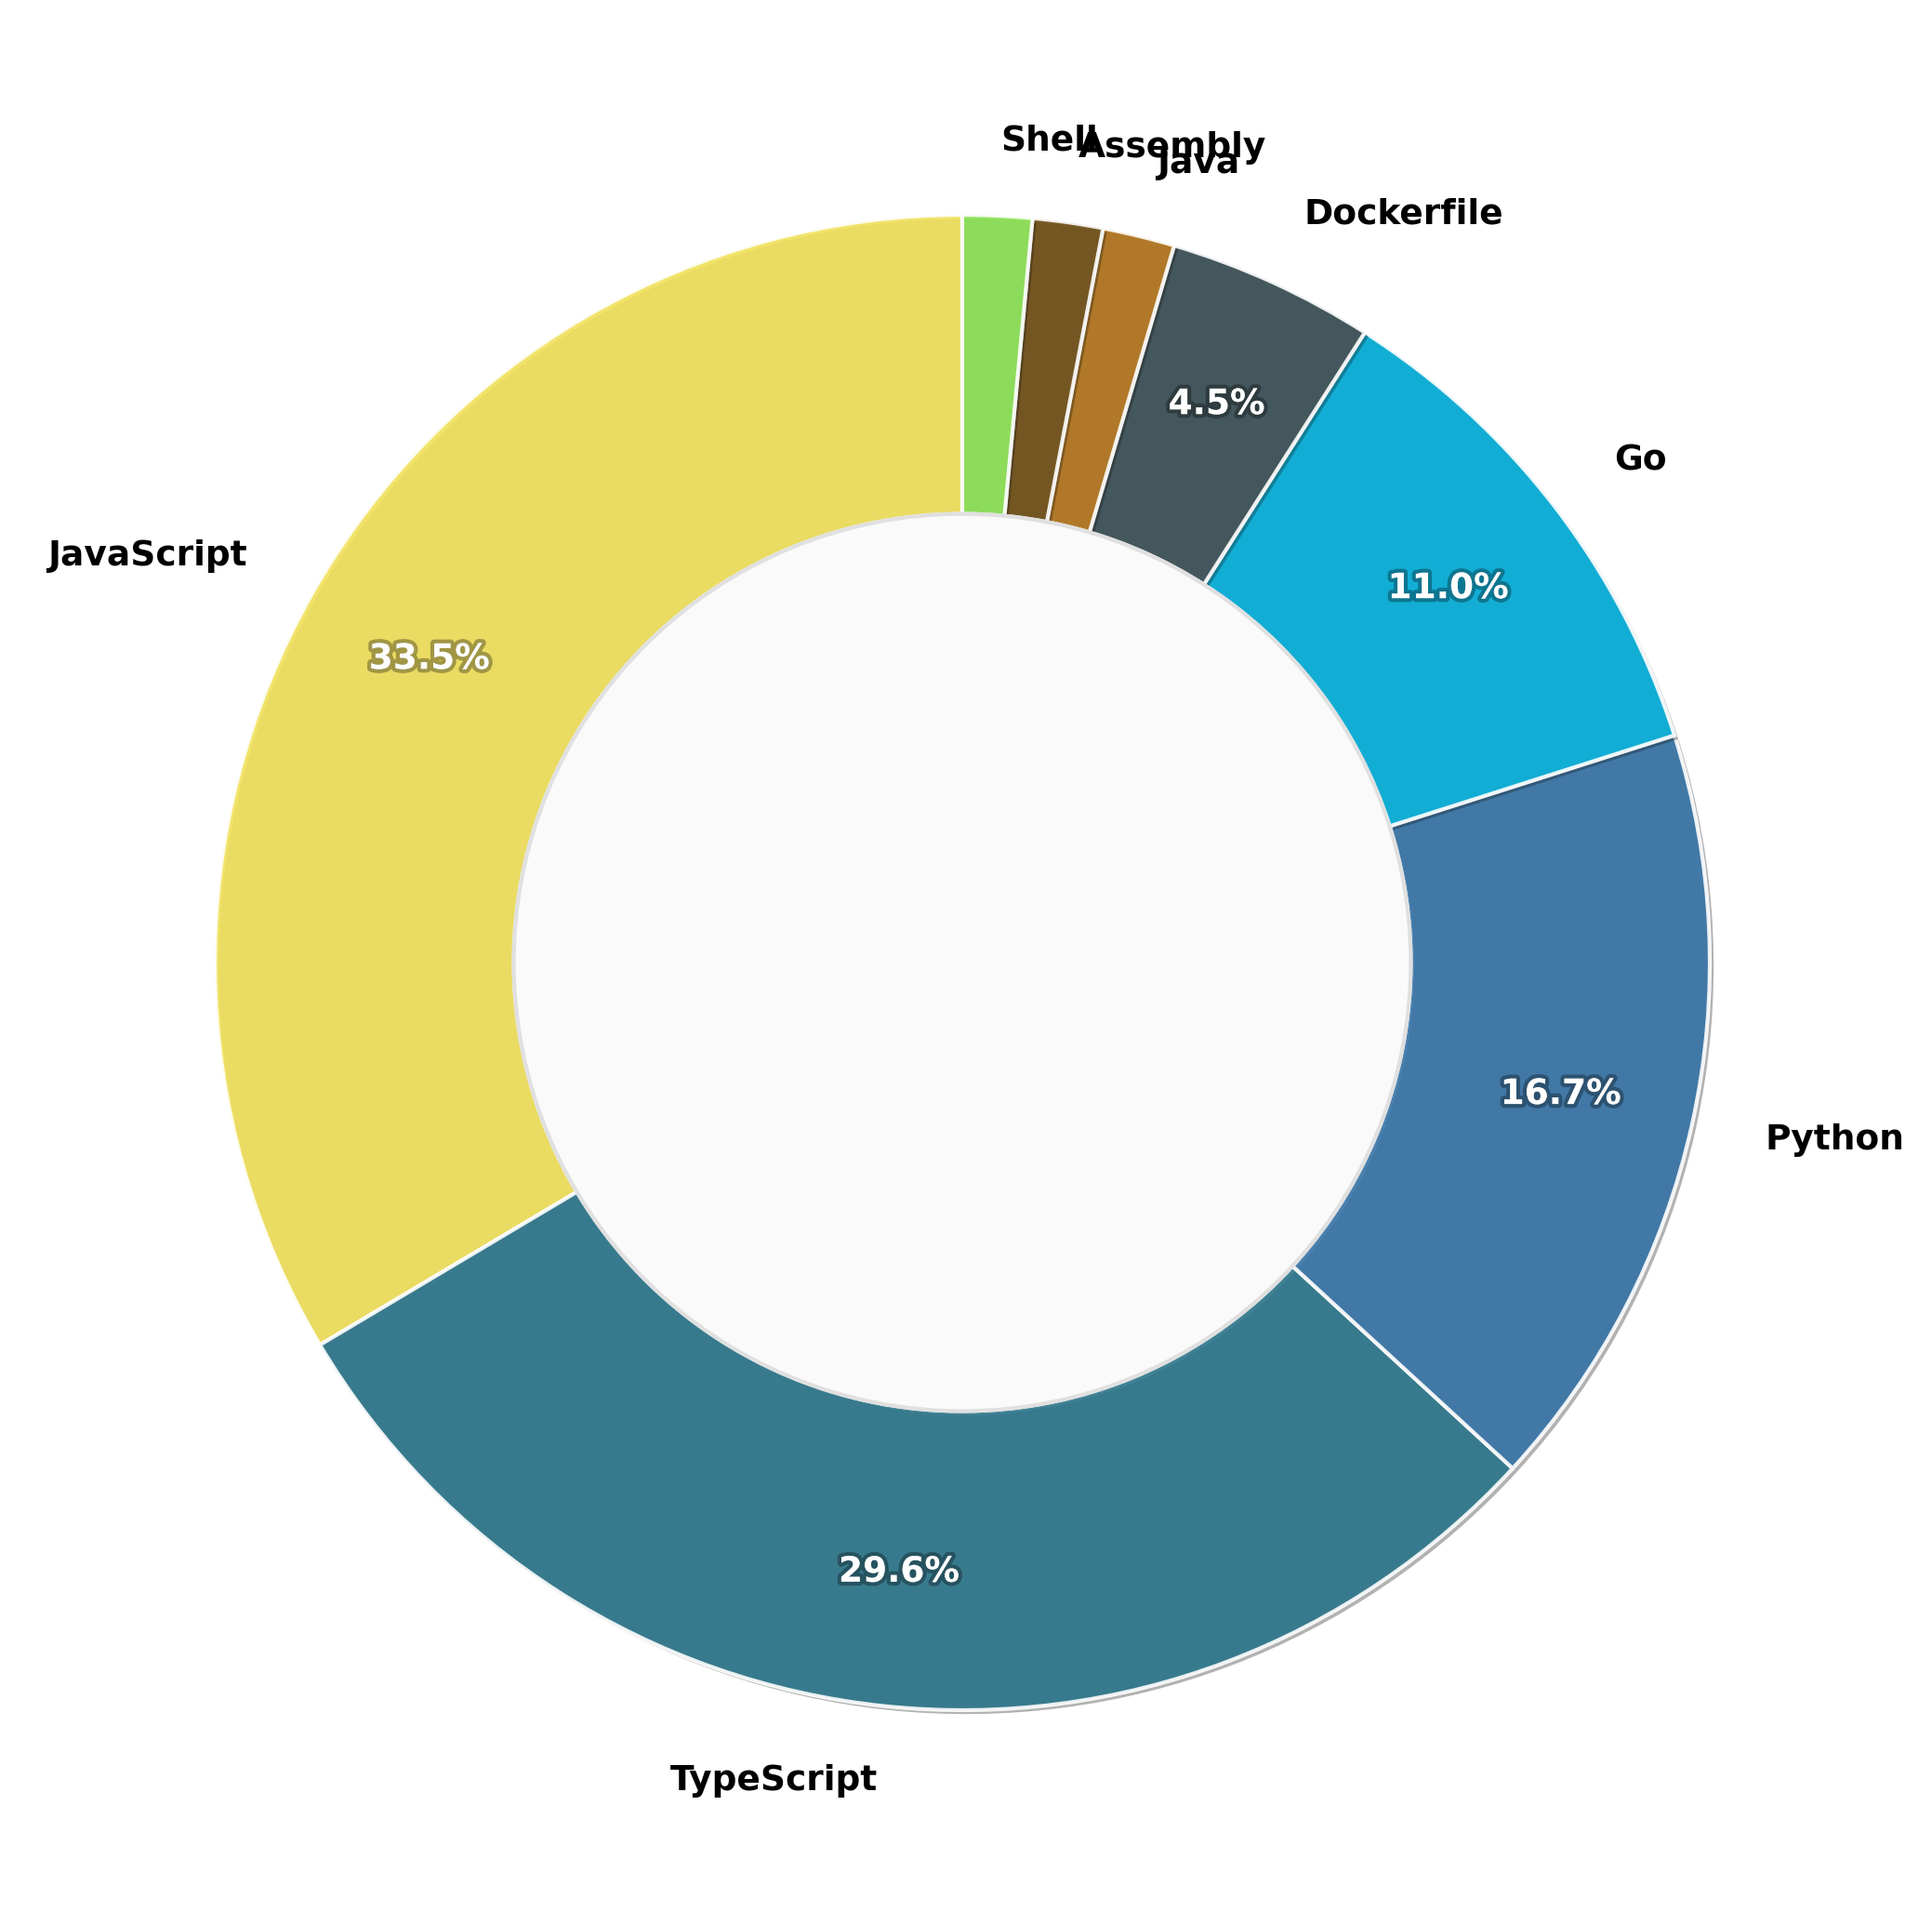 Shell
Assembly
Java
Dockerfile
4.5%
Go
11.0%
JavaScript
33.5%
16.7%
Python
29.6%
TypeScript